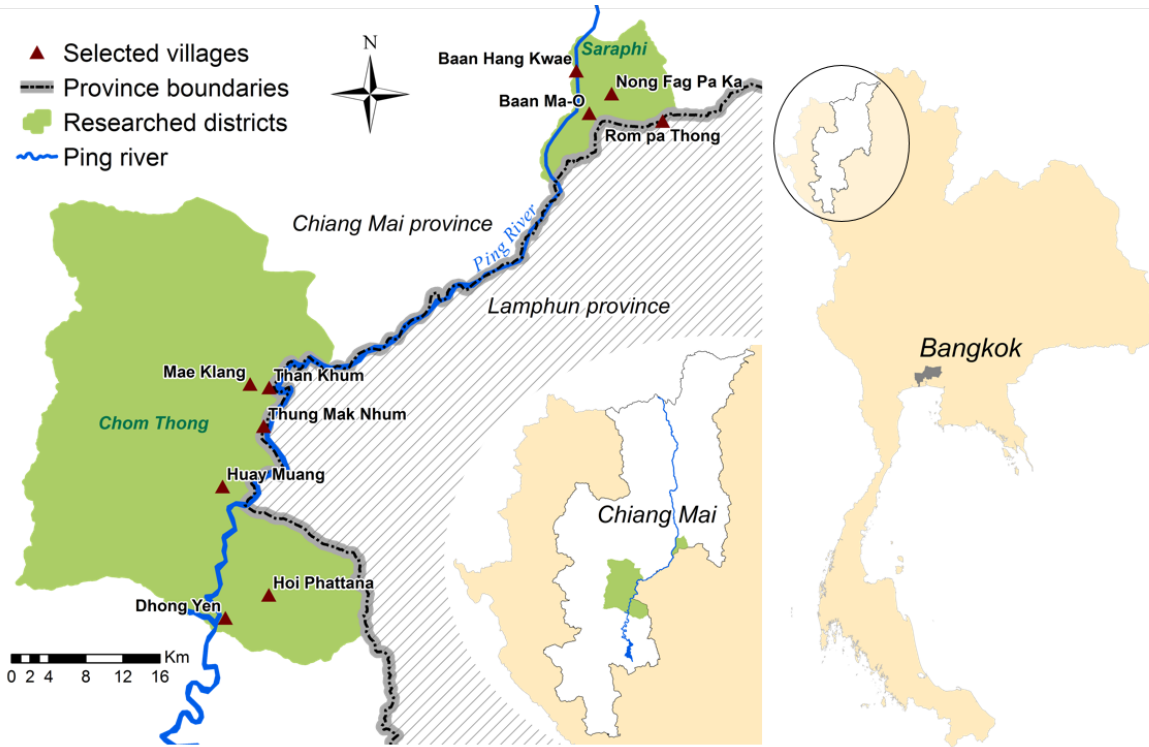 Selected villages
Province boundaries
Researched districts
Ping river
N
Saraphi
Baan Hang Kwae
Nong Fag Pa Ka
Baan Ma-O
Rom pa Thong
Chiang Mai province
Ping River
Lamphun province
Mae Klang
Than Khum
Thung Mak Nhum
Chom Thong
Huay Muang
Hoi Phattana
Dhong Yen
Km
0 2 4 8 12 16
Chiang Mai
Bangkok